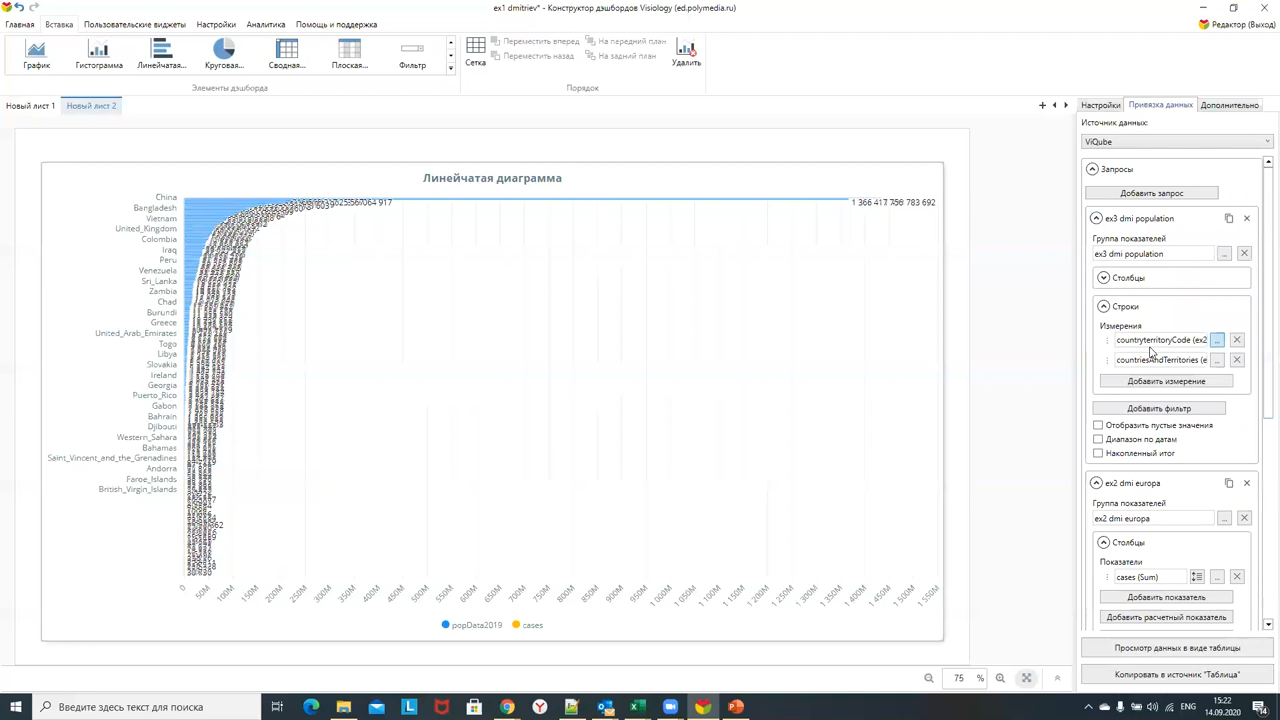 ex1 dmitriev* - Конструктор дэшбордов Visiology (ed.polymedia.ru)
Главная Вставка Пользовательские виджеты Настройки Аналитика Помощь и поддержка
Редактор (Выход)
График Гистограмма Линейчатая... Круговая... Сводная... Плоская... Фильтр
Сетка Переместить вперед На передний план
Переместить назад На задний план
Удалить
Элементы дэшборда Порядок
Новый лист 1 Новый лист 2
Настройки Привязка данных Дополнительно
Источник данных:
ViQube
Запросы
Добавить запрос
ex3 dmi population
Группа показателей
ex3 dmi population
...
Столбцы
Строки
Измерения
countryterritoryCode (ex2
...
countriesAndTerritories (e
...
Добавить измерение
Добавить фильтр
Отобразить пустые значения
Диапазон по датам
Накопленный итог
ex2 dmi europa
Группа показателей
ex2 dmi europa
...
Столбцы
Показатели
cases (Sum)
...
Добавить показатель
Добавить расчетный показатель
Просмотр данных в виде таблицы
Копировать в источник "Таблица"
Линейчатая диаграмма
China
Bangladesh
Vietnam
United_Kingdom
Colombia
Iraq
Peru
Venezuela
Sri_Lanka
Zambia
Chad
Burundi
Greece
United_Arab_Emirates
Togo
Libya
Slovakia
Ireland
Georgia
Puerto_Rico
Gabon
Bahrain
Djibouti
Western_Sahara
Bahamas
Saint_Vincent_and_the_Grenadines
Andorra
Faroe_Islands
British_Virgin_Islands
0 50M 100M 150M 200M 250M 300M 350M 400M 450M 500M 550M 600M 650M 700M 750M 800M 850M 900M 950M 1 000M 1 050M 1 100M 1 150M 1 200M 1 250M 1 300M 1 350M 1 400M 1 450M 1 500M 1 550M
popData2019 cases
75 %
Введите здесь текст для поиска
15:22
14.09.2020